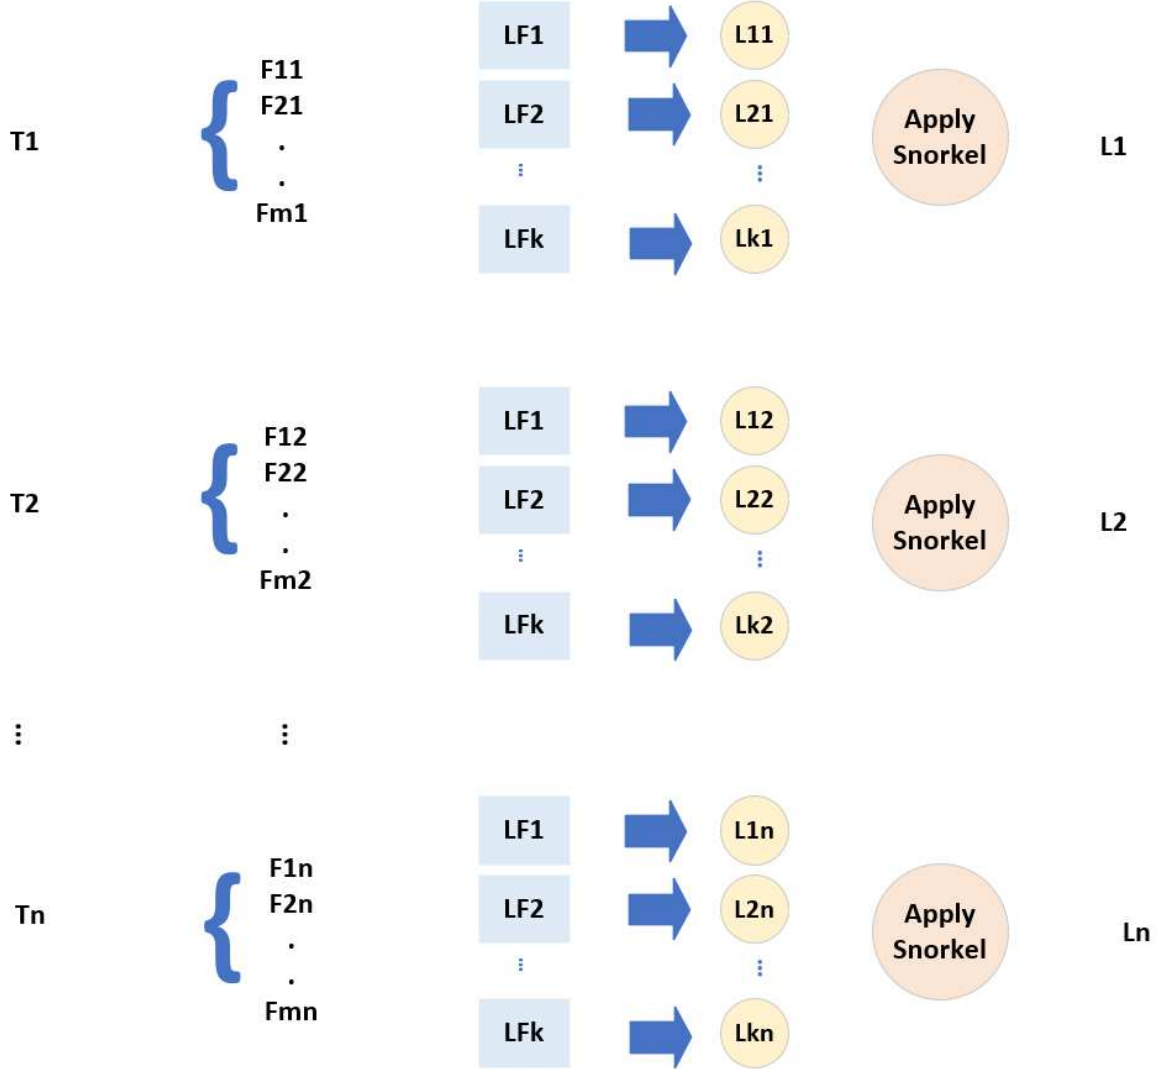 T1
F11
F21
.
.
Fm1
LF1
LF2
⋮
LFk
L11
L21
⋮
Lk1
Apply
Snorkel
L1
T2
F12
F22
.
.
Fm2
LF1
LF2
⋮
LFk
L12
L22
⋮
Lk2
Apply
Snorkel
L2
⋮
⋮
Tn
F1n
F2n
.
.
Fmn
LF1
LF2
⋮
LFk
L1n
L2n
⋮
Lkn
Apply
Snorkel
Ln